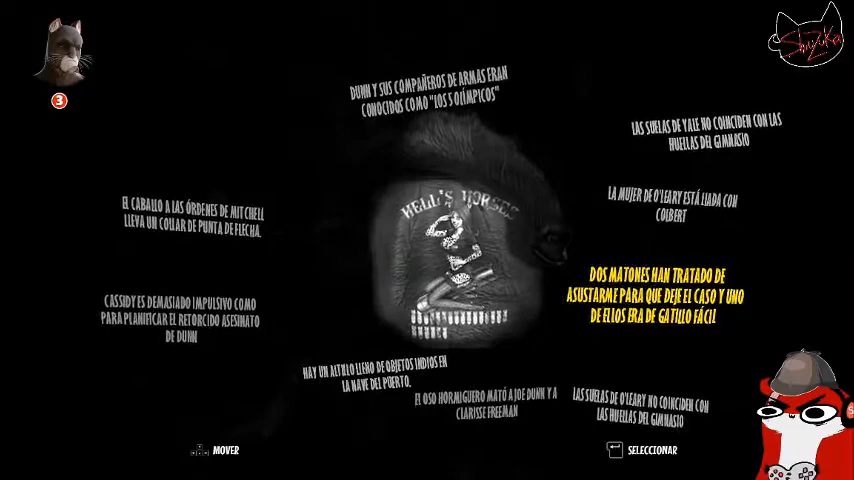 Shizuka
3
DUNN Y SUS COMPAÑEROS DE ARMAS ERAN
CONOCIDOS COMO "LOS 5 OLÍMPICOS"
LAS SUELAS DE YALE NO COINCIDEN CON LAS
HUELLAS DEL GIMNASIO
LA MUJER DE O'LEARY ESTÁ LIADA CON
COLBERT
EL CABALLO A LAS ÓRDENES DE MITCHELL
LLEVA UN COLLAR DE PUNTA DE FLECHA.
HELL'S HORSES
DOS MATONES HAN TRATADO DE
ASUSTARME PARA QUE DEJE EL CASO Y UNO
DE ELLOS ERA DE GATILLO FÁCIL
CASSIDY ES DEMASIADO IMPULSIVO COMO
PARA PLANIFICAR EL RETORCIDO ASESINATO
DE DUNN
HAY UN ALTILLO LLENO DE OBJETOS INDIOS EN
LA NAVE DEL PUERTO.
EL OSO HORMIGUERO MATÓ A JOE DUNN Y A
CLARISSE FREEMAN
LAS SUELAS DE O'LEARY NO COINCIDEN CON
LAS HUELLAS DEL GIMNASIO
MOVER
SELECCIONAR